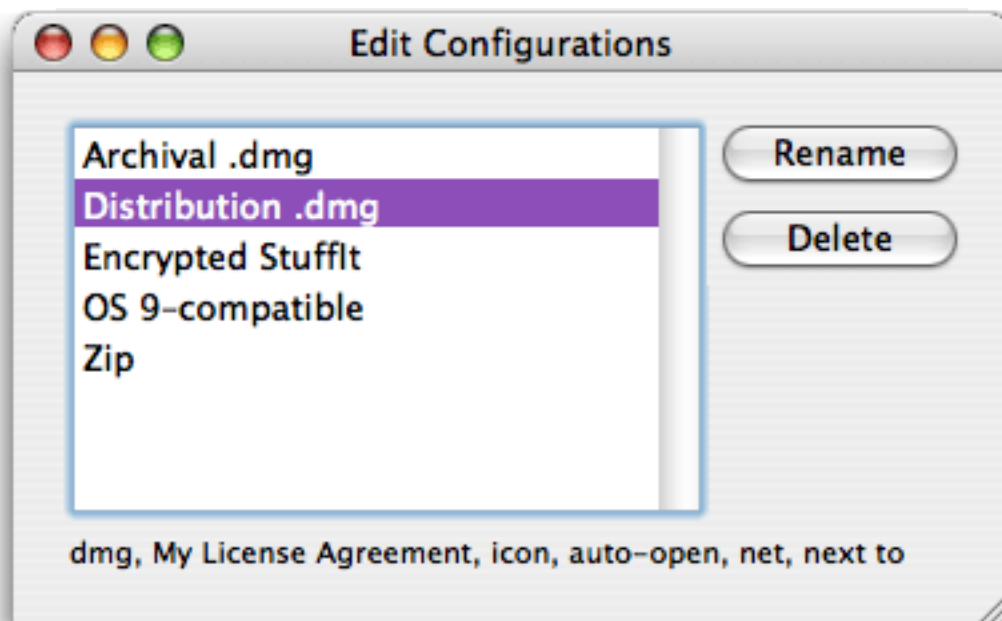 Edit Configurations
Archival .dmg
Distribution .dmg
Encrypted StuffIt
OS 9-compatible
Zip
Rename
Delete
dmg, My License Agreement, icon, auto-open, net, next to